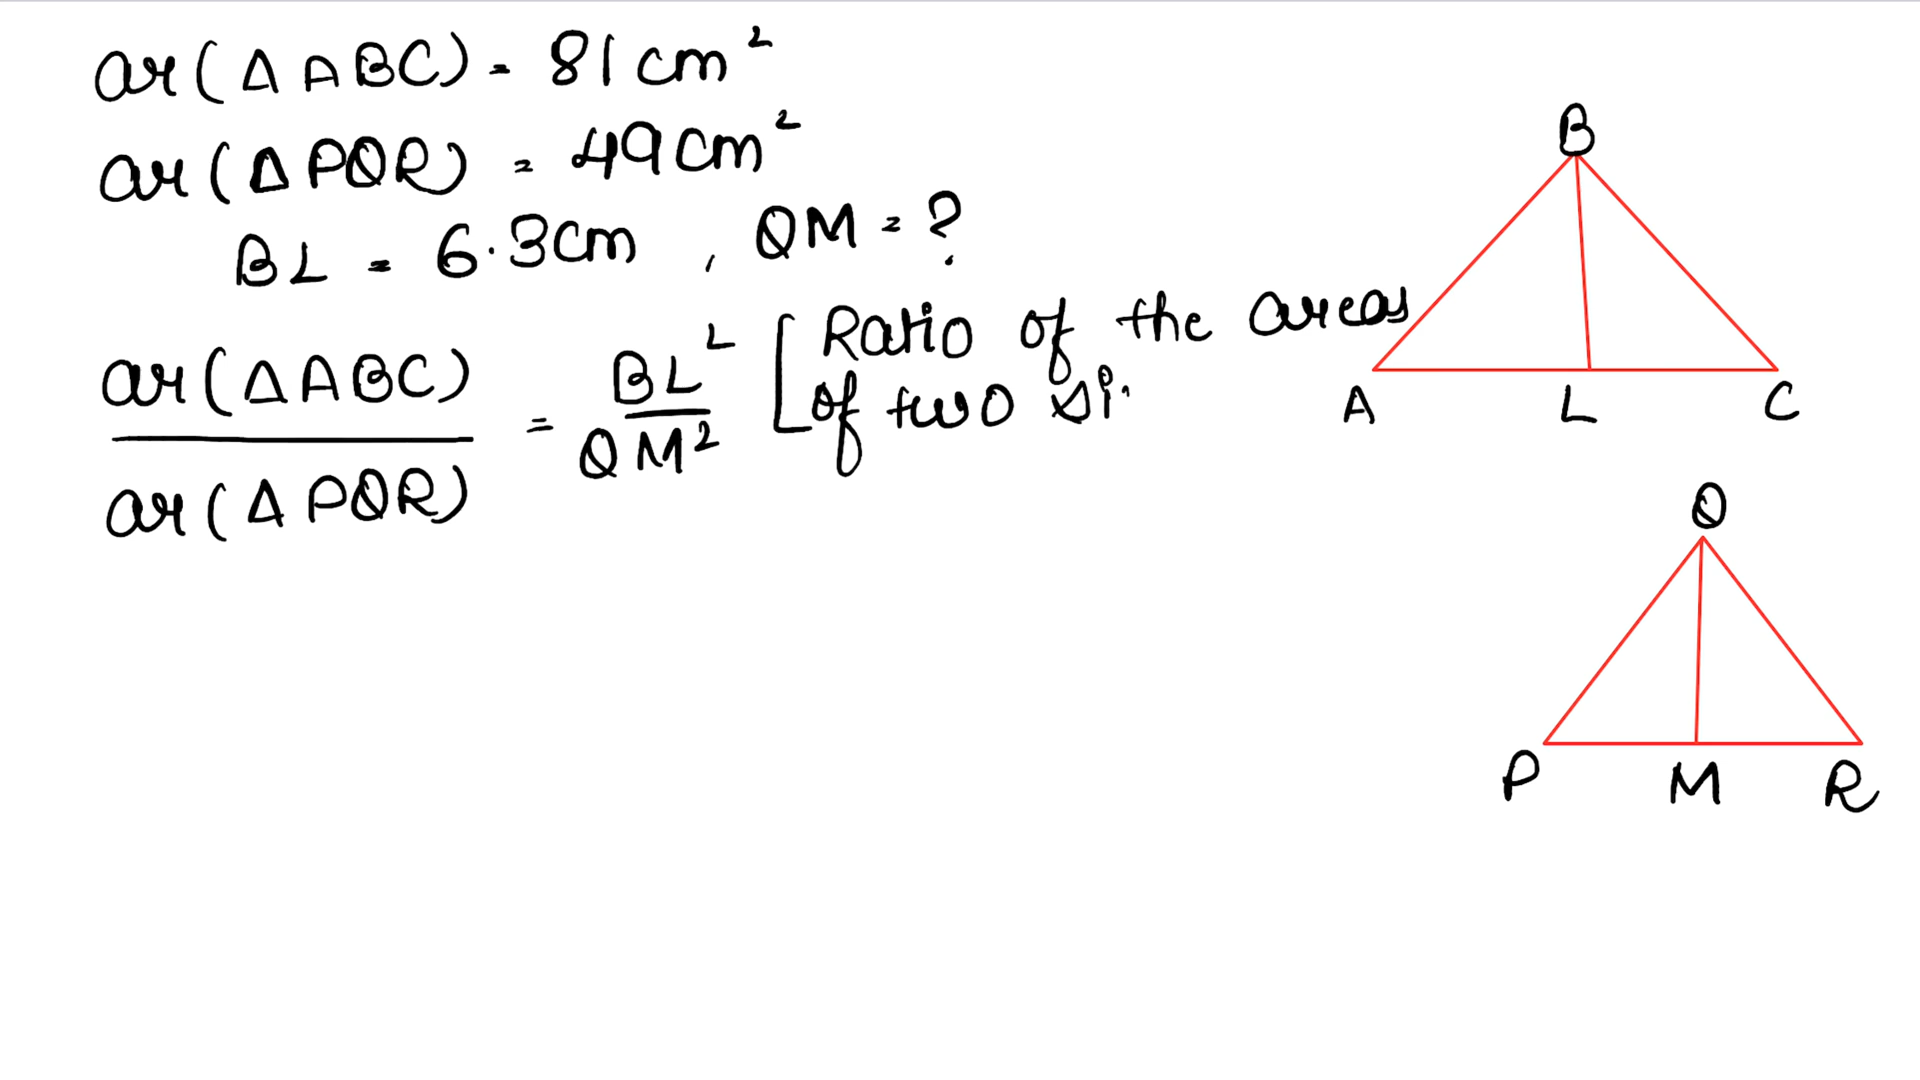 ar(Δ ABC) = 81 cm²
ar(Δ PQR) = 49 cm²
BL = 6.3cm , QM = ?
ar(Δ ABC) / ar(Δ PQR) = BL² / QM² [Ratio of the areas
of two si.
B
A L C
Q
P M R